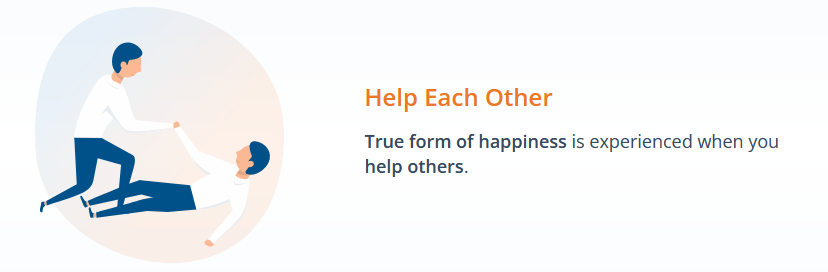 Help Each Other
True form of happiness is experienced when you
help others.